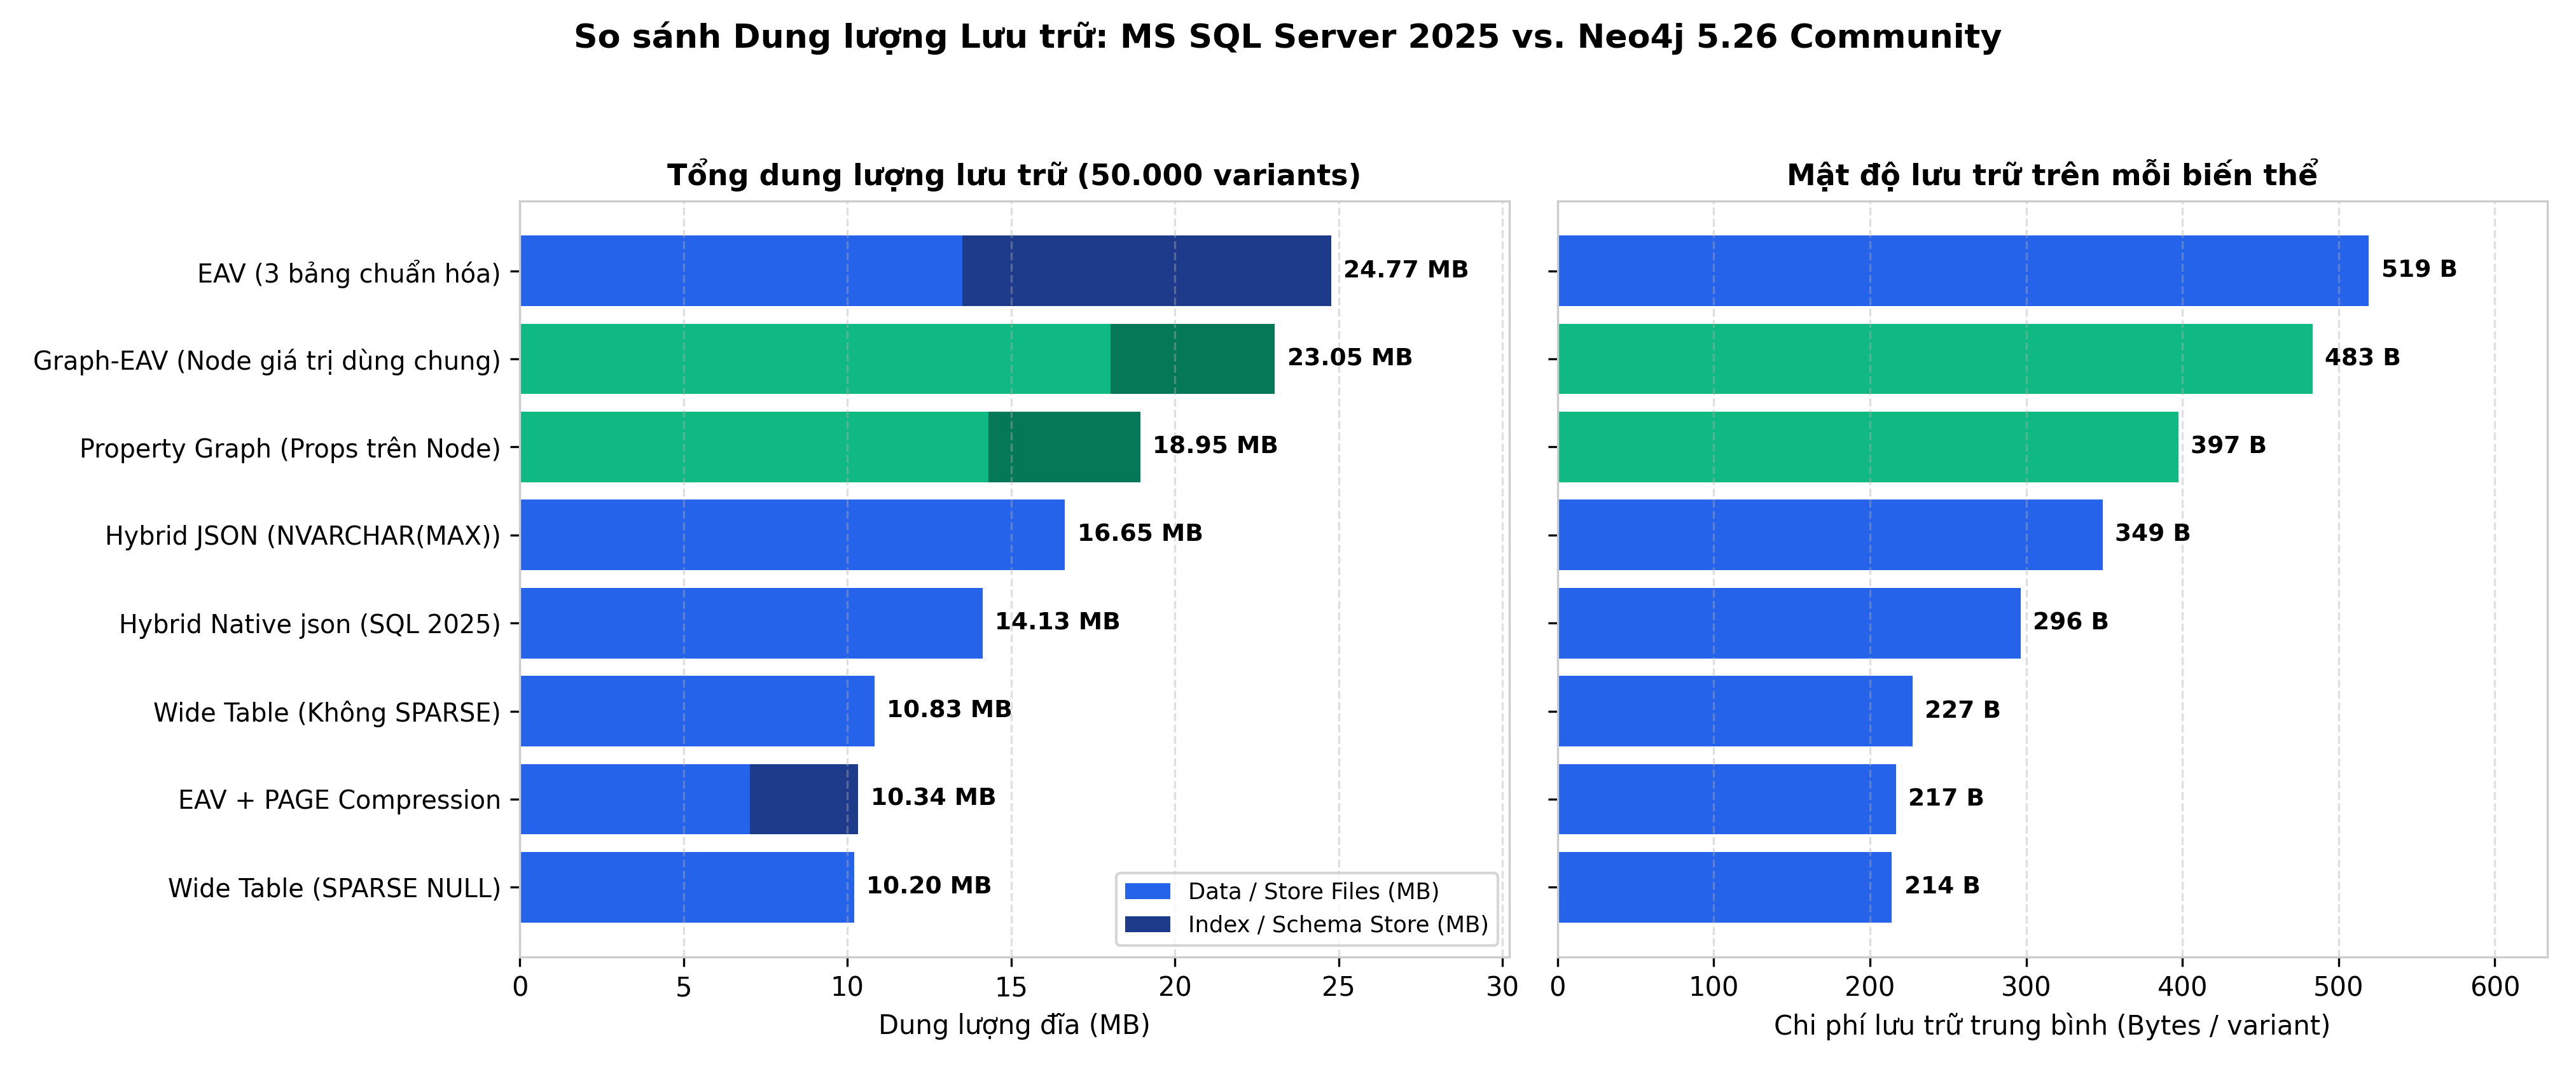 So sánh Dung lượng Lưu trữ: MS SQL Server 2025 vs. Neo4j 5.26 Community
Tổng dung lượng lưu trữ (50.000 variants)
EAV (3 bảng chuẩn hóa)
24.77 MB
Graph-EAV (Node giá trị dùng chung)
23.05 MB
Property Graph (Props trên Node)
18.95 MB
Hybrid JSON (NVARCHAR(MAX))
16.65 MB
Hybrid Native json (SQL 2025)
14.13 MB
Wide Table (Không SPARSE)
10.83 MB
EAV + PAGE Compression
10.34 MB
Wide Table (SPARSE NULL)
10.20 MB
Data / Store Files (MB)
Index / Schema Store (MB)
0 5 10 15 20 25 30
Dung lượng đĩa (MB)
Mật độ lưu trữ trên mỗi biến thể
519 B
483 B
397 B
349 B
296 B
227 B
217 B
214 B
0 100 200 300 400 500 600
Chi phí lưu trữ trung bình (Bytes / variant)